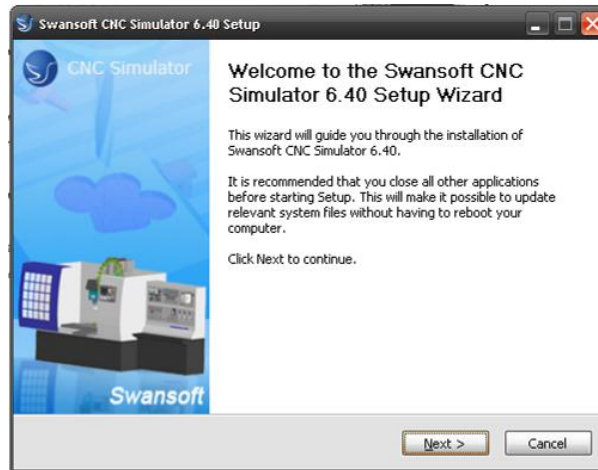 Swansoft CNC Simulator 6.40 Setup
CNC Simulator
Welcome to the Swansoft CNC
Simulator 6.40 Setup Wizard
This wizard will guide you through the installation of
Swansoft CNC Simulator 6.40.
It is recommended that you close all other applications
before starting Setup. This will make it possible to update
relevant system files without having to reboot your
computer.
Click Next to continue.
Swansoft
Next >
Cancel